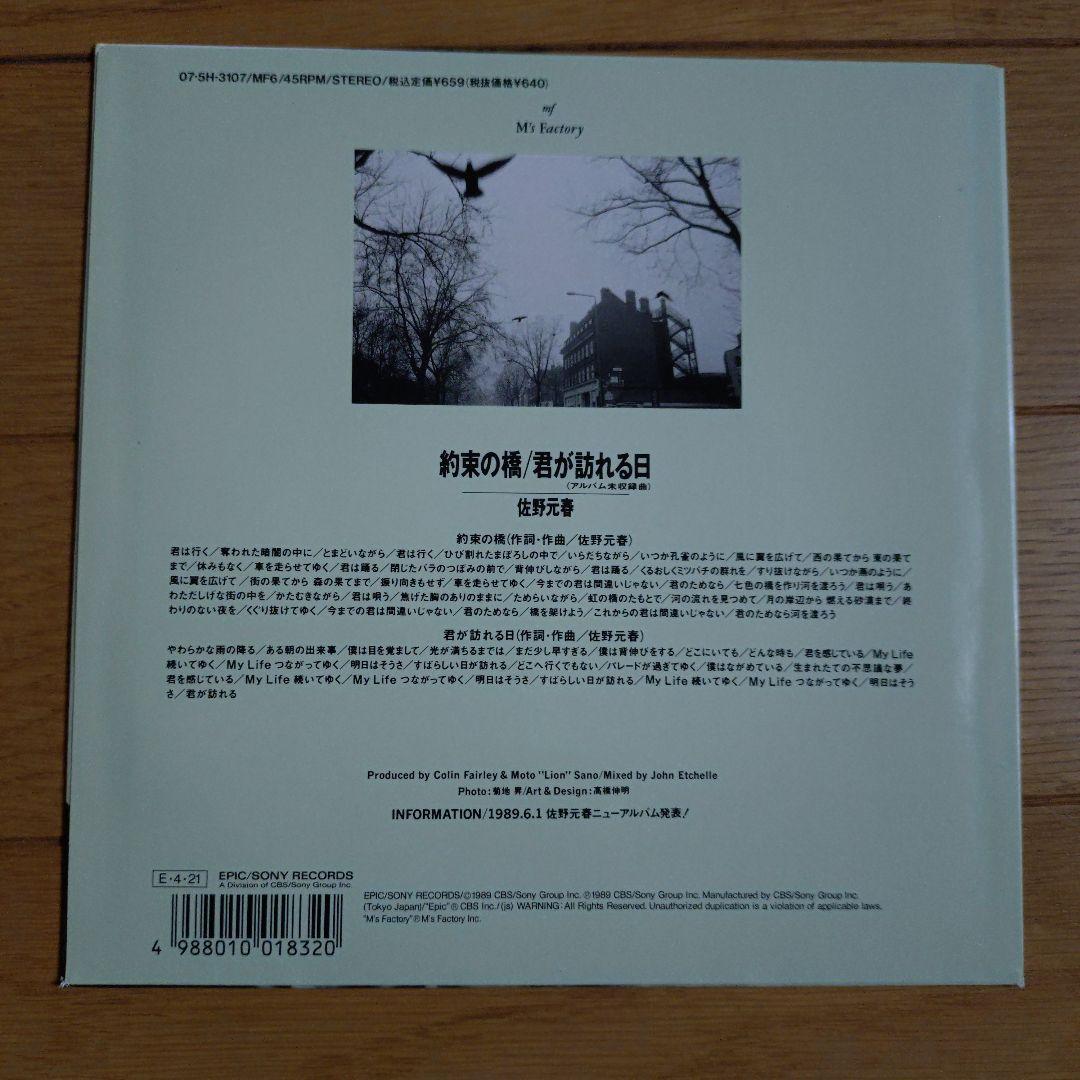 07·5H-3107/MF6/45RPM/STEREO/税込定価¥659(税抜価格¥640)
mf
M's Factory
約束の橋/君が訪れる日
(アルバム未収録曲)
佐野元春
約束の橋(作詞・作曲/佐野元春)
君は行く/奪われた暗闇の中に/とまどいながら/君は行く/ひび割れたまぼろしの中で/いらだちながら/いつか孔雀のように/風に翼を広げて/西の果てから 東の果て
まで/休みもなく/車を走らせてゆく/君は踊る/閉じたバラのつぼみの前で/背伸びしながら/君は踊る/くるおしくミツバチの群れを/すり抜けながら/いつか燕のように/
風に翼を広げて/街の果てから 森の果てまで/振り向きもせず/車を走らせてゆく/今までの君は間違いじゃない/君のためなら/七色の橋を作り河を渡ろう/君は唄う/あ
わただしげな街の中を/かたむきながら/君は唄う/焦げた胸のありのままに/ためらいながら/虹の橋のたもとで/河の流れを見つめて/月の岸辺から 燃える砂漠まで/終
わりのない夜を/くぐり抜けてゆく/今までの君は間違いじゃない/君のためなら/橋を架けよう/これからの君は間違いじゃない/君のためなら河を渡ろう
君が訪れる日(作詞・作曲/佐野元春)
やわらかな雨の降る/ある朝の出来事/僕は目を覚まして/光が満ちるまでは/まだ少し早すぎる/僕は背伸びをする/どこにいても/どんな時も/君を感じている/My Life
続いてゆく/My Life つながってゆく/明日はそうさ/すばらしい日が訪れる/どこへ行くでもない/パレードが過ぎてゆく/僕はながめている/生まれたての不思議な夢/
君を感じている/My Life 続いてゆく/My Life つながってゆく/明日はそうさ/すばらしい日が訪れる/My Life 続いてゆく/My Life つながってゆく/明日はそう
さ/君が訪れる
Produced by Colin Fairley & Moto "Lion" Sano/Mixed by John Etchelle
Photo:菊地 昇/Art & Design:高橋伸明
INFORMATION/1989.6.1 佐野元春ニューアルバム発表!
E・4・21
EPIC/SONY RECORDS
A Division of CBS/Sony Group Inc.
EPIC/SONY RECORDS/©1989 CBS/Sony Group Inc. ℗1989 CBS/Sony Group Inc. Manufactured by CBS/Sony Group Inc.
(Tokyo Japan)/"Epic"® CBS Inc./(js) WARNING: All Rights Reserved. Unauthorized duplication is a violation of applicable laws.
"M's Factory"®M's Factory Inc.
4 988010 018320